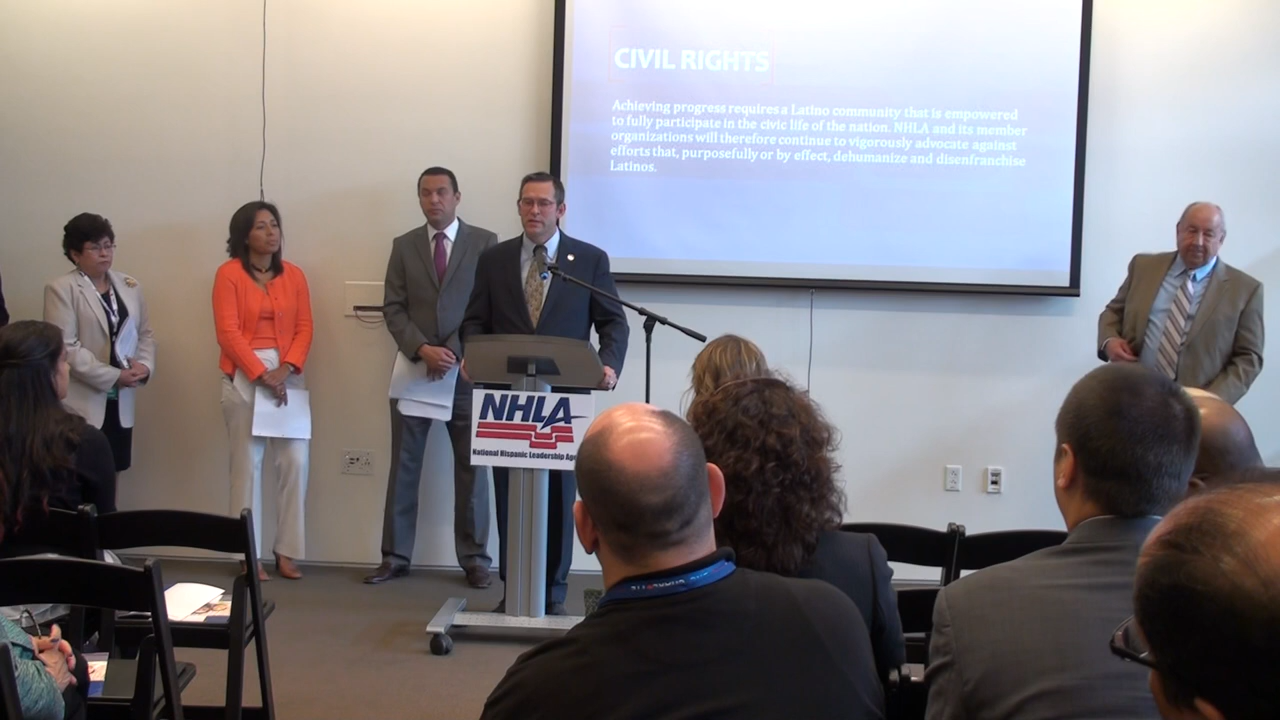 CIVIL RIGHTS
Achieving progress requires a Latino community that is empowered
to fully participate in the civic life of the nation. NHLA and its member
organizations will therefore continue to vigorously advocate against
efforts that, purposefully or by effect, dehumanize and disenfranchise
Latinos.
NHLA
National Hispanic Leadership